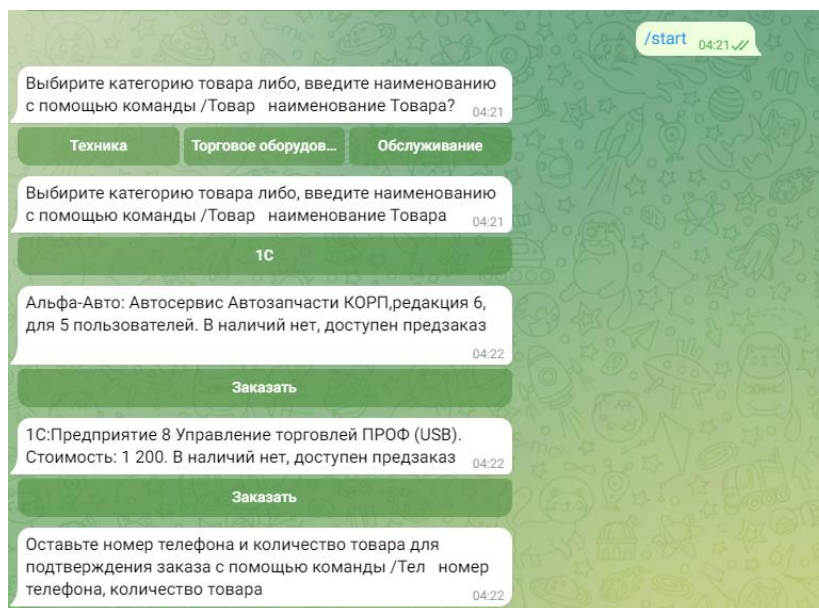 /start 04:21
Выбирите категорию товара либо, введите наименованию
с помощью команды /Товар наименование Товара? 04:21
Техника Торговое оборудов... Обслуживание
Выбирите категорию товара либо, введите наименованию
с помощью команды /Товар наименование Товара 04:21
1С
Альфа-Авто: Автосервис Автозапчасти КОРП,редакция 6,
для 5 пользователей. В наличий нет, доступен предзаказ
04:22
Заказать
1С:Предприятие 8 Управление торговлей ПРОФ (USB).
Стоимость: 1 200. В наличий нет, доступен предзаказ 04:22
Заказать
Оставьте номер телефона и количество товара для
подтверждения заказа с помощью команды /Тел номер
телефона, количество товара 04:22